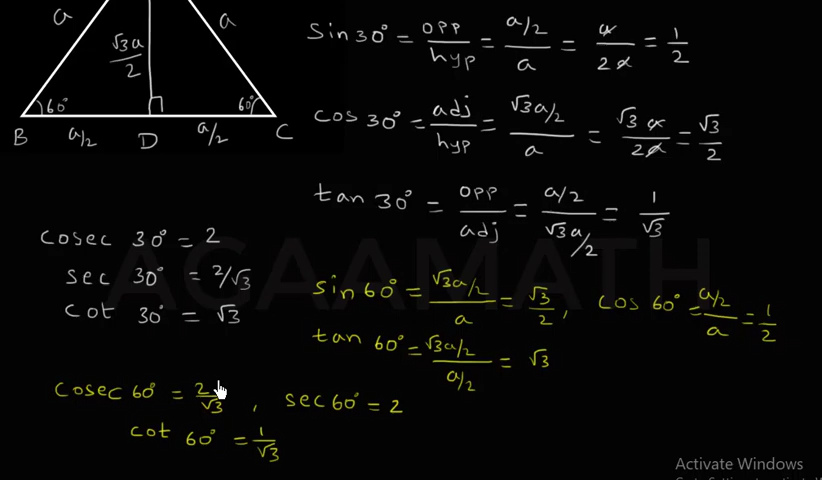 a a
√3a/2
60° 60°
B a/2 D a/2 C
Sin 30° = opp/hyp = (a/2)/a = a/2a = 1/2
cos 30° = adj/hyp = (√3a/2)/a = √3 a/2a = √3/2
tan 30° = opp/adj = (a/2)/(√3a/2) = 1/√3
cosec 30° = 2
sec 30° = 2/√3
cot 30° = √3
sin 60° = (√3a/2)/a = √3/2, cos 60° = (a/2)/a = 1/2
tan 60° = (√3a/2)/(a/2) = √3
cosec 60° = 2/√3, sec 60° = 2
cot 60° = 1/√3
ACAAMATH
Activate Windows